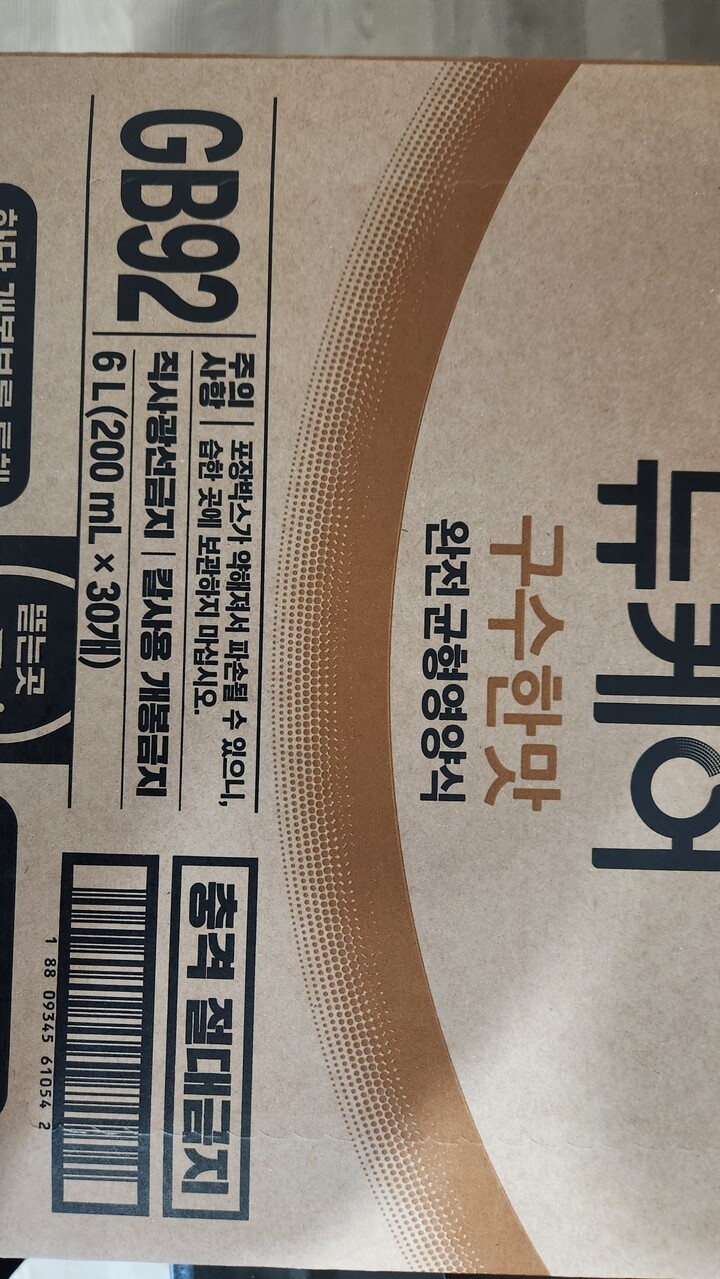 뉴케어
구수한맛
완전 균형영양식
GB92
주의사항
포장박스가 약해져서 파손될 수 있으니,
습한 곳에 보관하지 마십시오.
직사광선금지 | 칼사용 개봉금지
6 L (200 mL × 30개)
충격 절대금지
1 88 09345 61054 2
뜯는곳